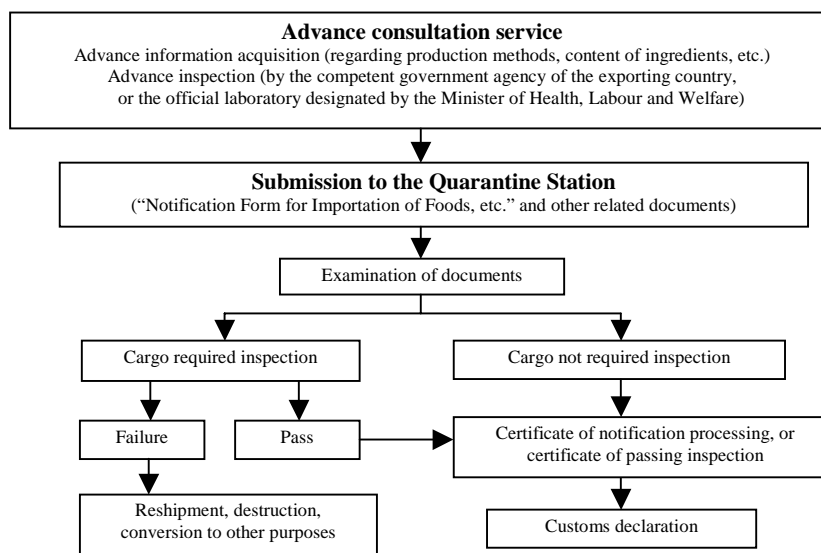 Advance consultation service
Advance information acquisition (regarding production methods, content of ingredients, etc.)
Advance inspection (by the competent government agency of the exporting country,
or the official laboratory designated by the Minister of Health, Labour and Welfare)
Submission to the Quarantine Station
(“Notification Form for Importation of Foods, etc.” and other related documents)
Examination of documents
Cargo required inspection
Cargo not required inspection
Failure
Pass
Certificate of notification processing, or
certificate of passing inspection
Reshipment, destruction,
conversion to other purposes
Customs declaration